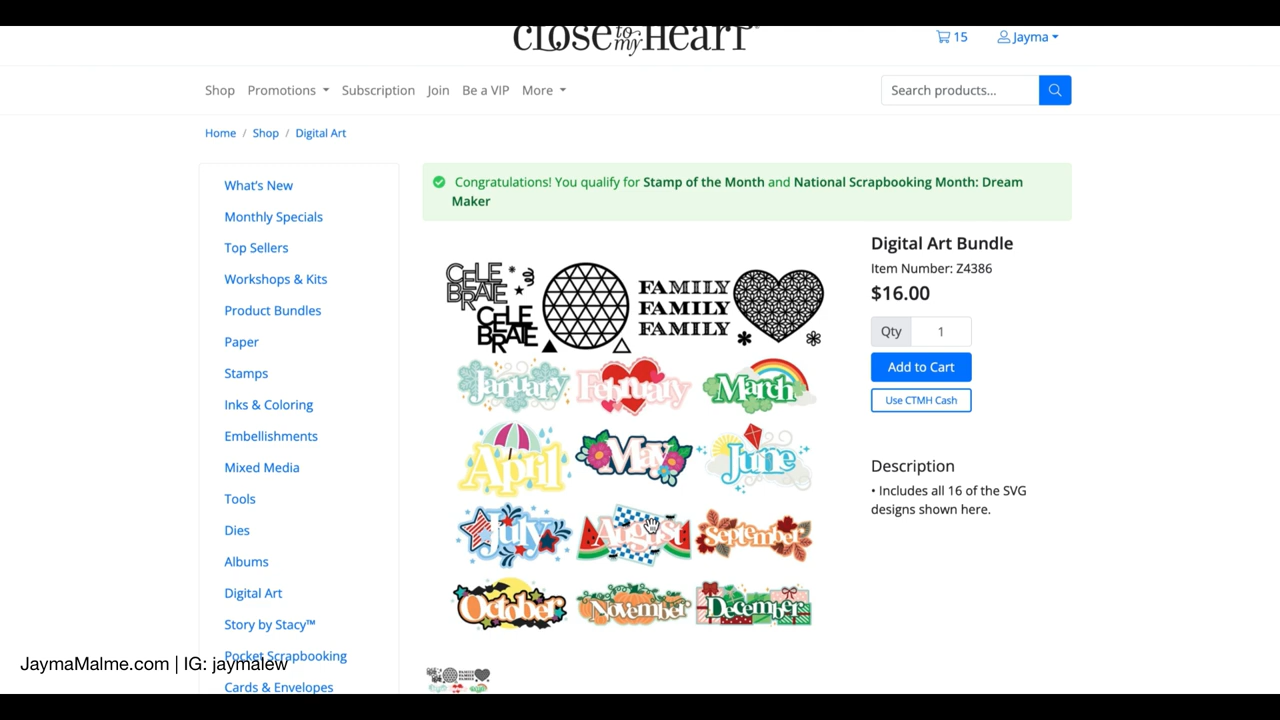 close to my HearT
15
Jayma
Shop Promotions Subscription Join Be a VIP More
Search products...
Home / Shop / Digital Art
What's New
Monthly Specials
Top Sellers
Workshops & Kits
Product Bundles
Paper
Stamps
Inks & Coloring
Embellishments
Mixed Media
Tools
Dies
Albums
Digital Art
Story by Stacy™
Pocket Scrapbooking
Cards & Envelopes
Congratulations! You qualify for Stamp of the Month and National Scrapbooking Month: Dream
Maker
CELE
BRATE
CELE
BRATE
FAMILY
FAMILY
FAMILY
January February March
April May June
July August September
October November December
Digital Art Bundle
Item Number: Z4386
$16.00
Qty 1
Add to Cart
Use CTMH Cash
Description
• Includes all 16 of the SVG
designs shown here.
JaymaMalme.com | IG: jaymalew